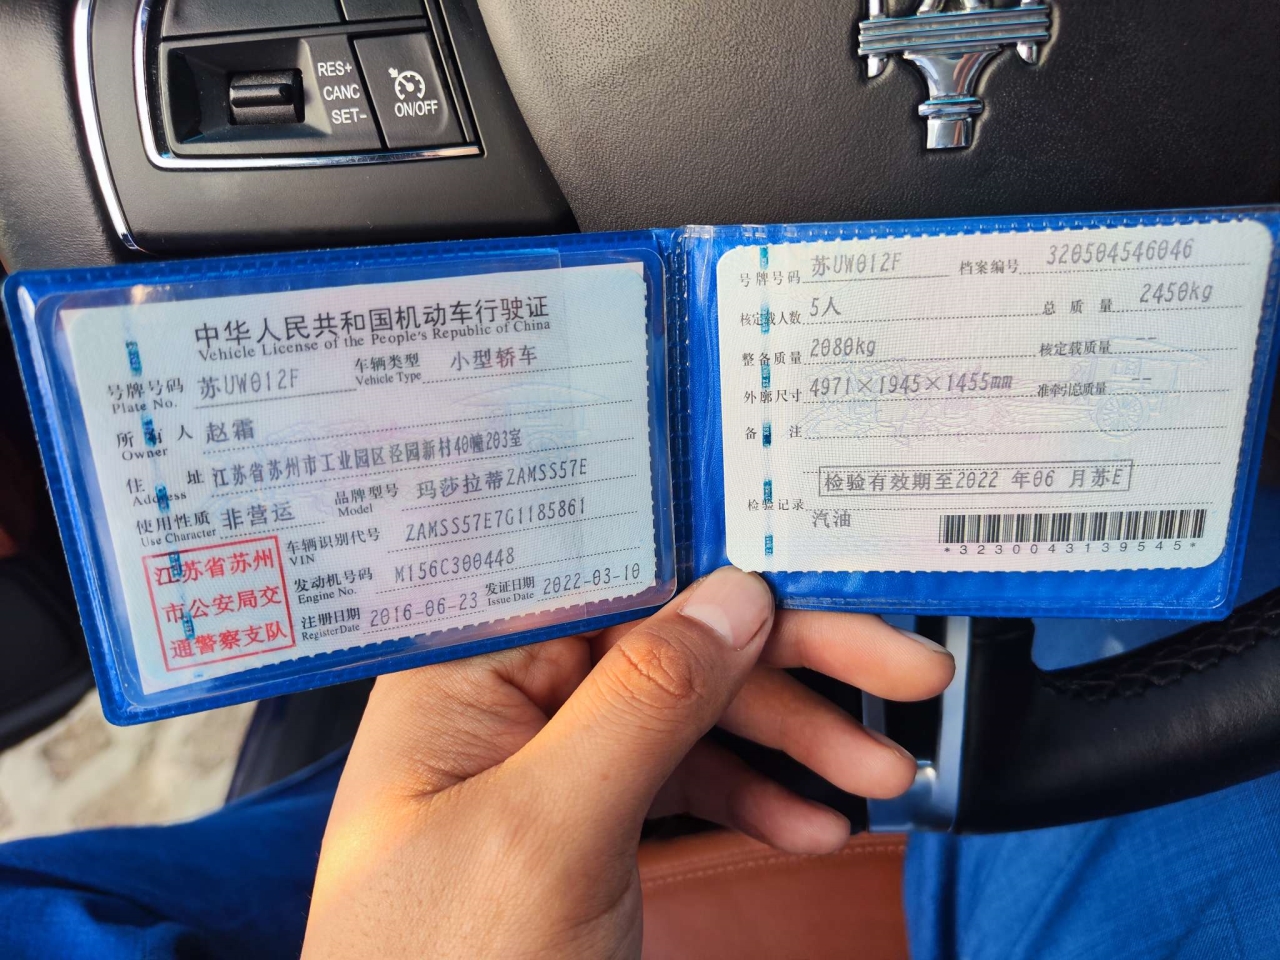 RES+
CANC
SET-
ON/OFF
中华人民共和国机动车行驶证
Vehicle License of the People's Republic of China
号牌号码 苏UW012F 车辆类型 小型轿车
Plate No. Vehicle Type
所有人 赵霜
Owner
住址 江苏省苏州市工业园区泾园新村40幢203室
Address
使用性质 非营运 品牌型号 玛莎拉蒂ZAMSS57E
Use Character Model
车辆识别代号 ZAMSS57E7G1185861
VIN
发动机号码 M156C300448
Engine No.
注册日期 2016-06-23 发证日期 2022-03-10
Register Date Issue Date
江苏省苏州
市公安局交
通警察支队
号牌号码 苏UW012F 档案编号 320504546046
核定载人数 5人 总质量 2450kg
整备质量 2080kg 核定载质量 --
外廓尺寸 4971×1945×1455mm 准牵引总质量 --
备注
检验有效期至2022 年06 月苏E
检验记录
汽油
*3230043139545*